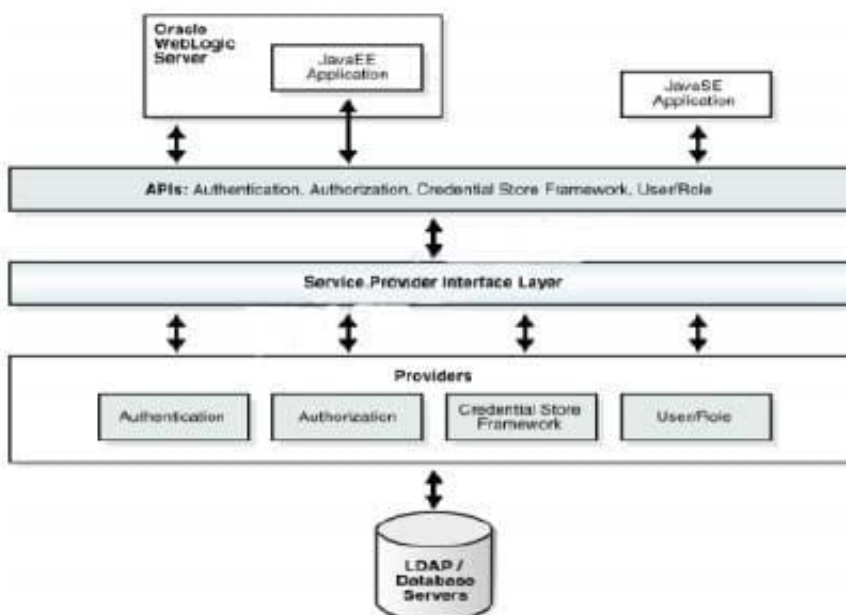 Oracle
WebLogic
Server
JavaEE
Application
JavaSE
Application
APIs: Authentication, Authorization, Credential Store Framework, User/Role
Service Provider Interface Layer
Providers
Authentication
Authorization
Credential Store
Framework
User/Role
LDAP /
Database
Servers